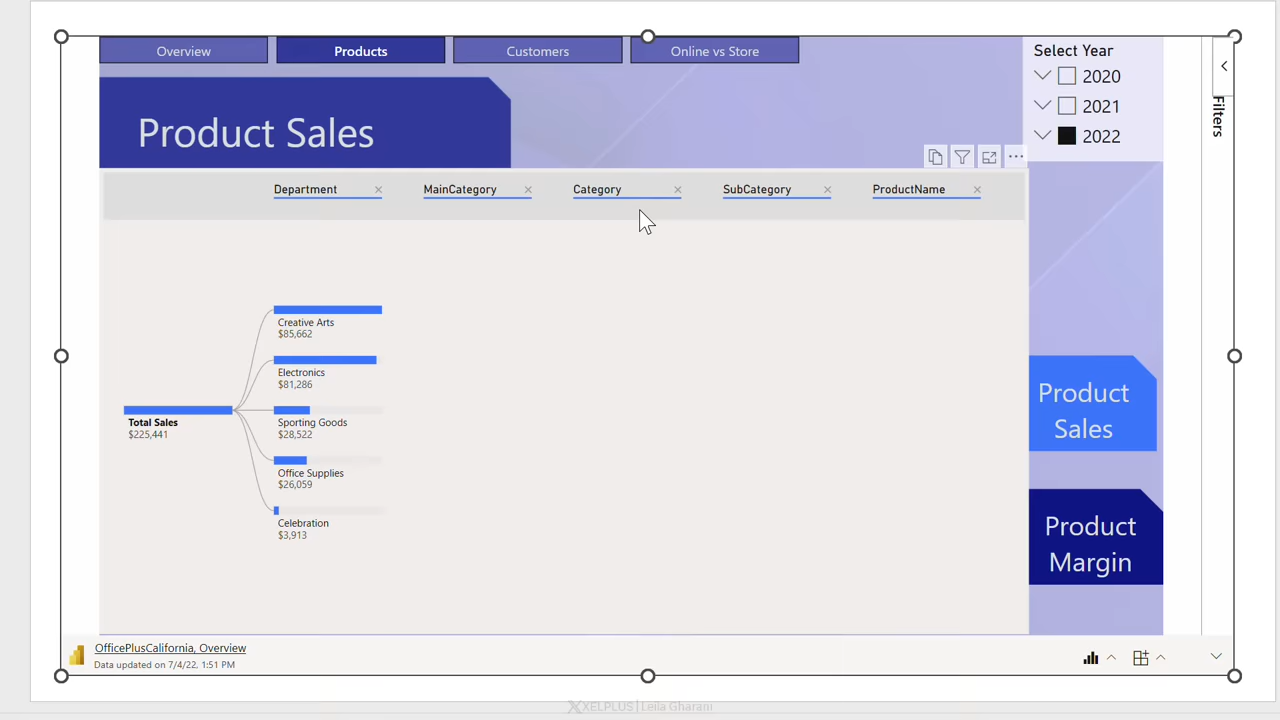 Overview
Products
Customers
Online vs Store
Select Year
2020
2021
2022
Filters
Product Sales
Department
MainCategory
Category
SubCategory
ProductName
Creative Arts
$85,662
Electronics
$81,286
Total Sales
$225,441
Sporting Goods
$28,522
Office Supplies
$26,059
Celebration
$3,913
Product
Sales
Product
Margin
OfficePlusCalifornia, Overview
Data updated on 7/4/22, 1:51 PM
XELPLUS | Leila Gharani